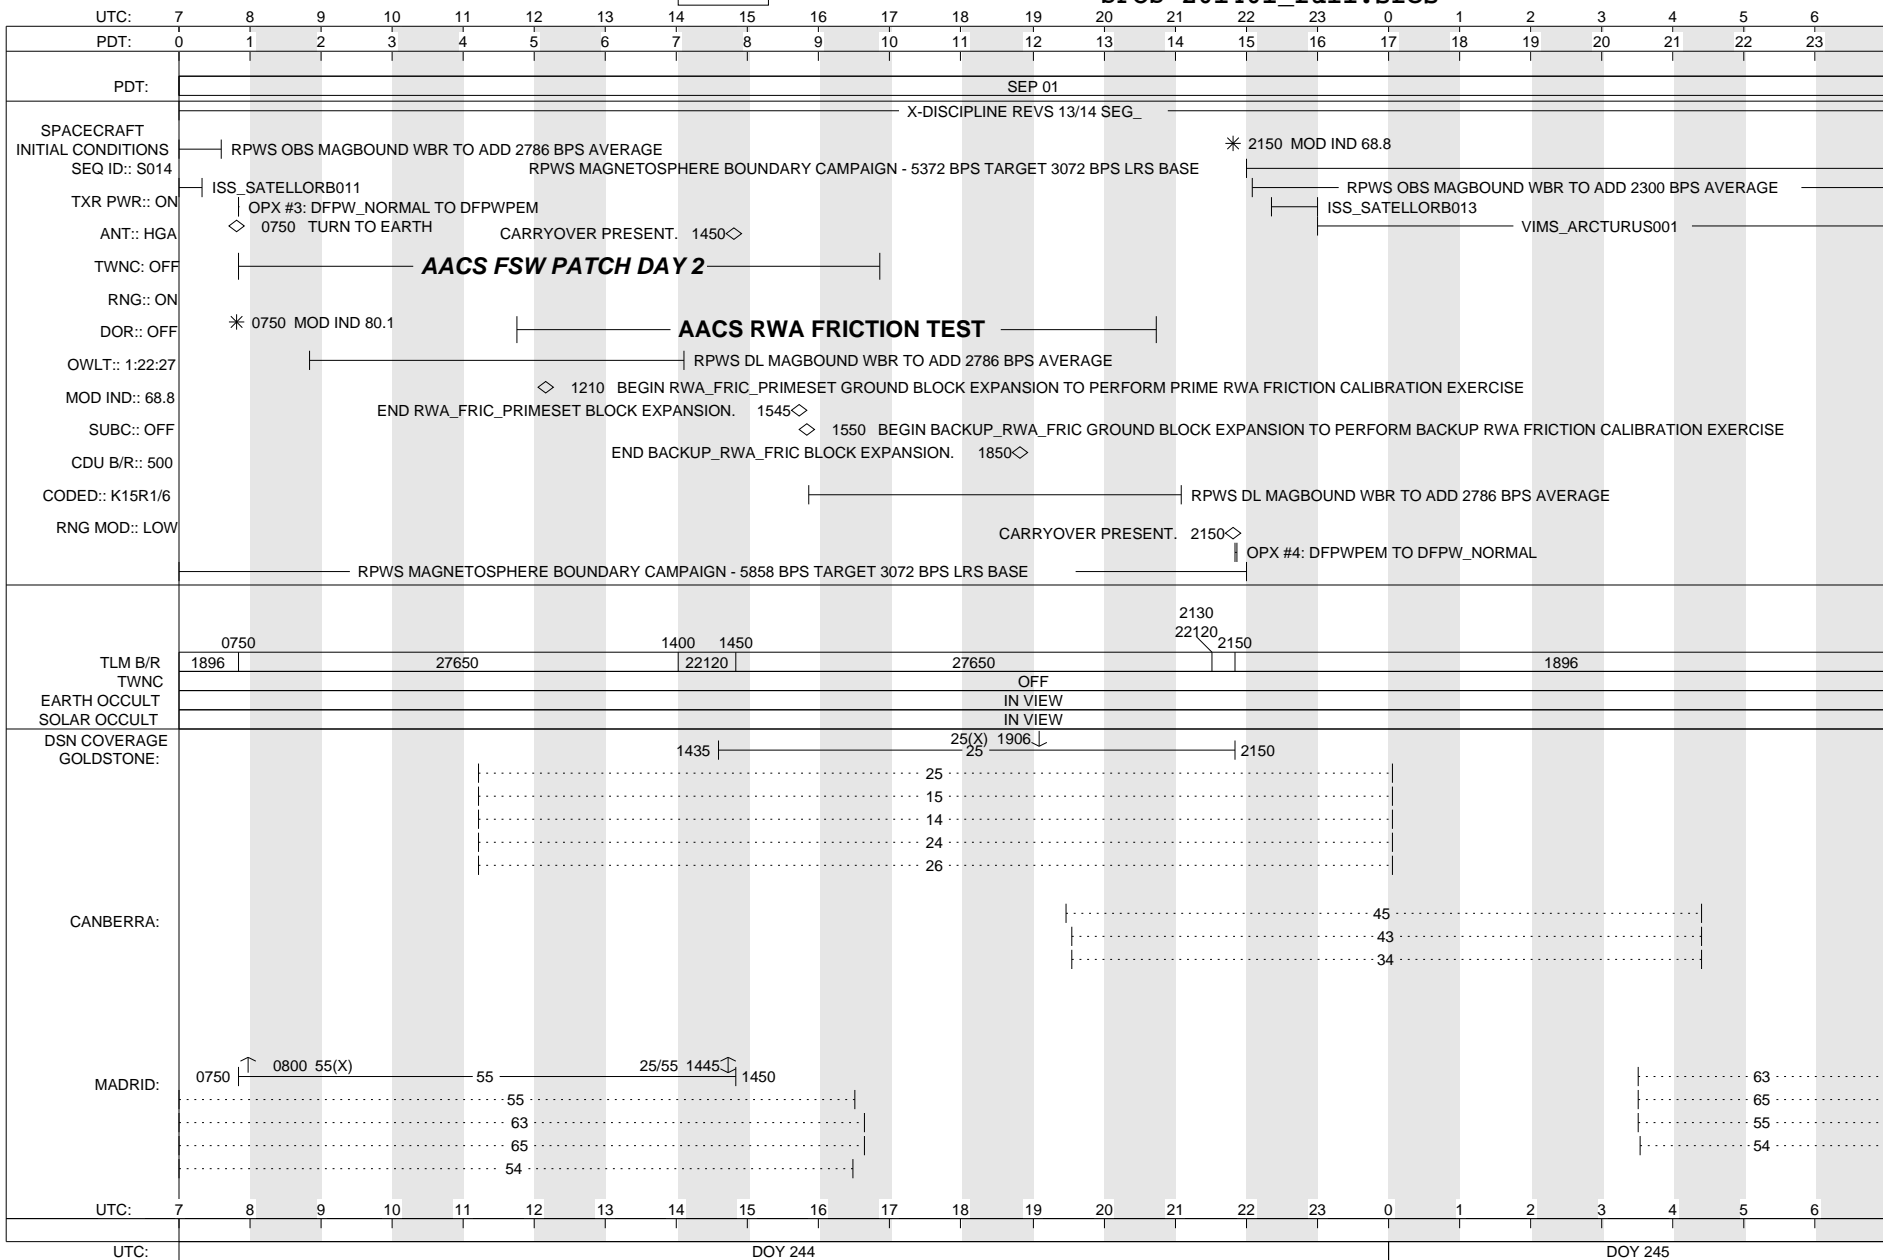 UTC: 7 8 9 10 11 12 13 14 15 16 17 18 19 20 21 22 23 0 1 2 3 4 5 6
PDT: 0 1 2 3 4 5 6 7 8 9 10 11 12 13 14 15 16 17 18 19 20 21 22 23
PDT: SEP 01
X-DISCIPLINE REVS 13/14 SEG_
SPACECRAFT
INITIAL CONDITIONS
RPWS OBS MAGBOUND WBR TO ADD 2786 BPS AVERAGE
2150 MOD IND 68.8
SEQ ID:: S014
RPWS MAGNETOSPHERE BOUNDARY CAMPAIGN - 5372 BPS TARGET 3072 BPS LRS BASE
ISS_SATELLORB011
RPWS OBS MAGBOUND WBR TO ADD 2300 BPS AVERAGE
TXR PWR:: ON
OPX #3: DFPW_NORMAL TO DFPWPEM
ISS_SATELLORB013
0750 TURN TO EARTH
VIMS_ARCTURUS001
ANT:: HGA
CARRYOVER PRESENT. 1450
TWNC: OFF
AACS FSW PATCH DAY 2
RNG:: ON
0750 MOD IND 80.1
DOR:: OFF
AACS RWA FRICTION TEST
OWLT:: 1:22:27
RPWS DL MAGBOUND WBR TO ADD 2786 BPS AVERAGE
1210 BEGIN RWA_FRIC_PRIMESET GROUND BLOCK EXPANSION TO PERFORM PRIME RWA FRICTION CALIBRATION EXERCISE
MOD IND:: 68.8
END RWA_FRIC_PRIMESET BLOCK EXPANSION. 1545
SUBC:: OFF
1550 BEGIN BACKUP_RWA_FRIC GROUND BLOCK EXPANSION TO PERFORM BACKUP RWA FRICTION CALIBRATION EXERCISE
END BACKUP_RWA_FRIC BLOCK EXPANSION. 1850
CDU B/R:: 500
CODED:: K15R1/6
RPWS DL MAGBOUND WBR TO ADD 2786 BPS AVERAGE
RNG MOD:: LOW
CARRYOVER PRESENT. 2150
OPX #4: DFPWPEM TO DFPW_NORMAL
RPWS MAGNETOSPHERE BOUNDARY CAMPAIGN - 5858 BPS TARGET 3072 BPS LRS BASE
2130
22120
0750 1400 1450 2150
TLM B/R 1896 27650 22120 27650 1896
TWNC OFF
EARTH OCCULT IN VIEW
SOLAR OCCULT IN VIEW
DSN COVERAGE
25(X) 1906
GOLDSTONE:
1435 25 2150
25
15
14
24
26
CANBERRA:
45
43
34
0800 55(X) 25/55 1445
MADRID:
0750 55 1450
63
55 65
63 55
65 54
54
UTC: 7 8 9 10 11 12 13 14 15 16 17 18 19 20 21 22 23 0 1 2 3 4 5 6
UTC: DOY 244 DOY 245